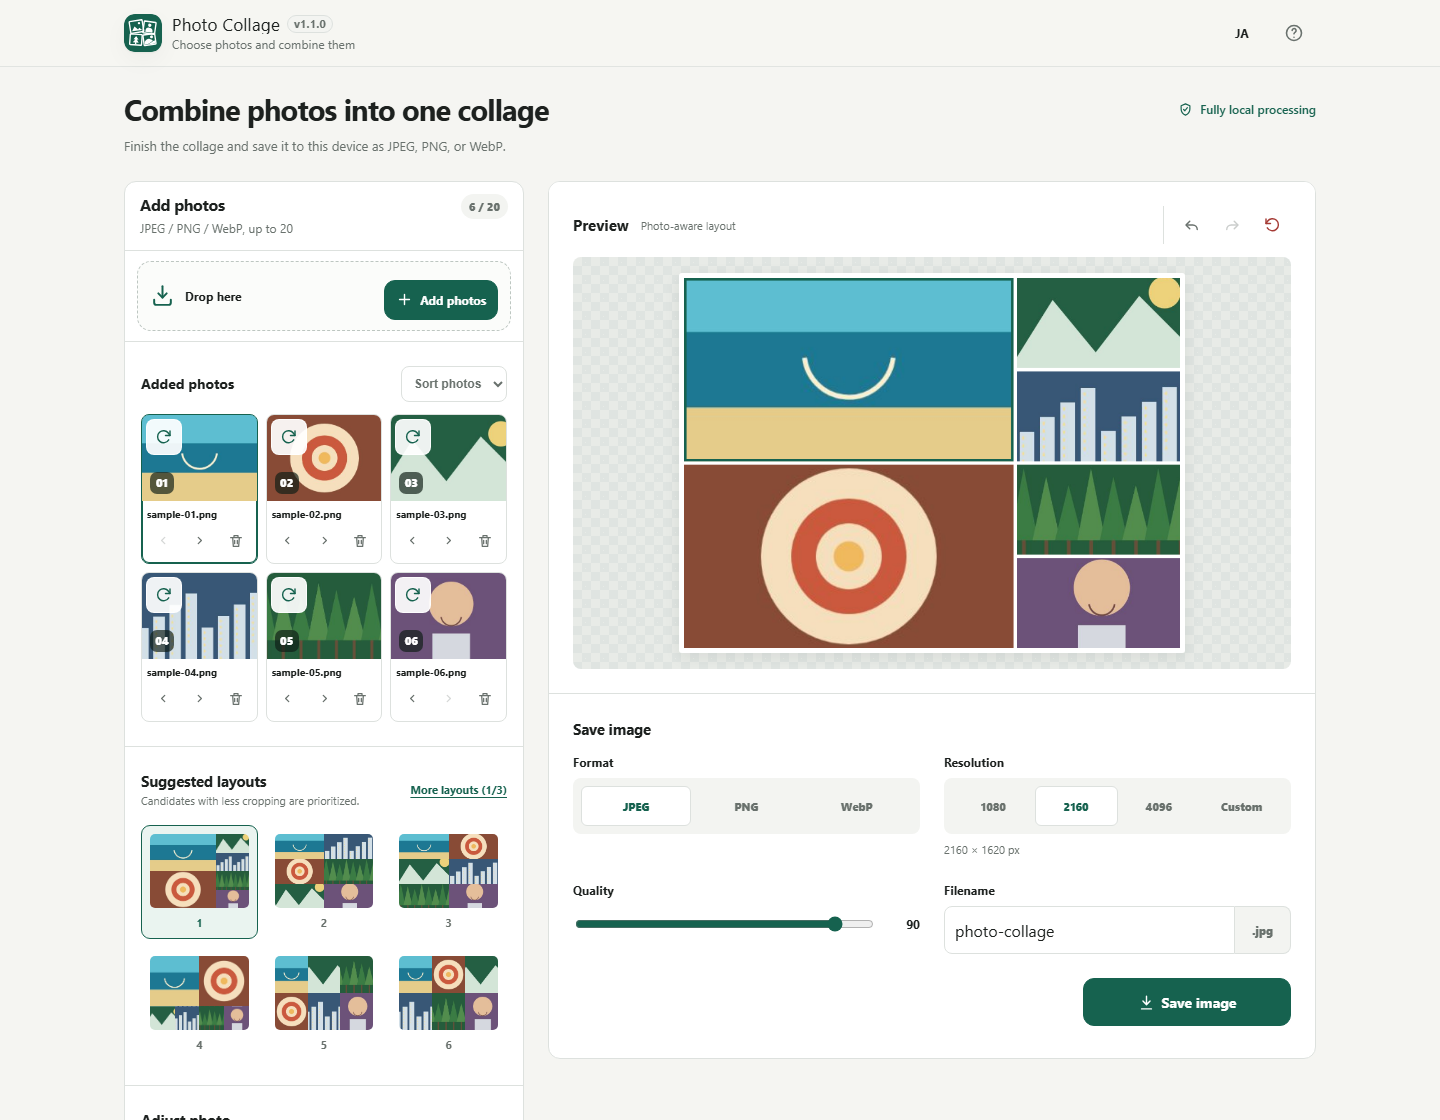 Photo Collage v1.1.0
Choose photos and combine them
JA
Combine photos into one collage
Fully local processing
Finish the collage and save it to this device as JPEG, PNG, or WebP.
Add photos
6 / 20
JPEG / PNG / WebP, up to 20
Drop here
Add photos
Added photos
Sort photos
01
02
03
sample-01.png
sample-02.png
sample-03.png
04
05
06
sample-04.png
sample-05.png
sample-06.png
Suggested layouts
Candidates with less cropping are prioritized.
More layouts (1/3)
1
2
3
4
5
6
Adjust photo
Preview
Photo-aware layout
Save image
Format
JPEG
PNG
WebP
Resolution
1080
2160
4096
Custom
2160 × 1620 px
Quality
90
Filename
photo-collage
.jpg
Save image